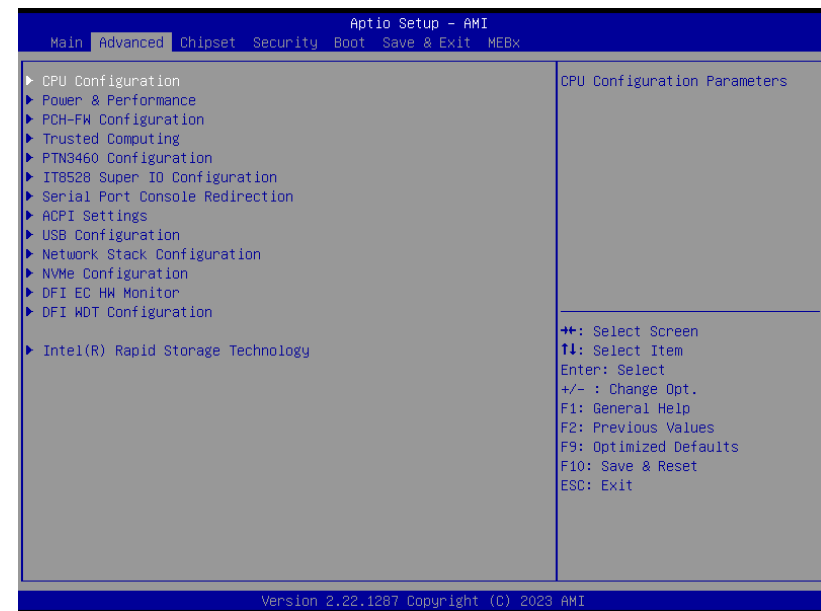 Aptio Setup – AMI
Main Advanced Chipset Security Boot Save & Exit MEBx
CPU Configuration
Power & Performance
PCH-FW Configuration
Trusted Computing
PTN3460 Configuration
IT8528 Super IO Configuration
Serial Port Console Redirection
ACPI Settings
USB Configuration
Network Stack Configuration
NVMe Configuration
DFI EC HW Monitor
DFI WDT Configuration
Intel(R) Rapid Storage Technology
CPU Configuration Parameters
→←: Select Screen
↑↓: Select Item
Enter: Select
+/- : Change Opt.
F1: General Help
F2: Previous Values
F9: Optimized Defaults
F10: Save & Reset
ESC: Exit
Version 2.22.1287 Copyright (C) 2023 AMI